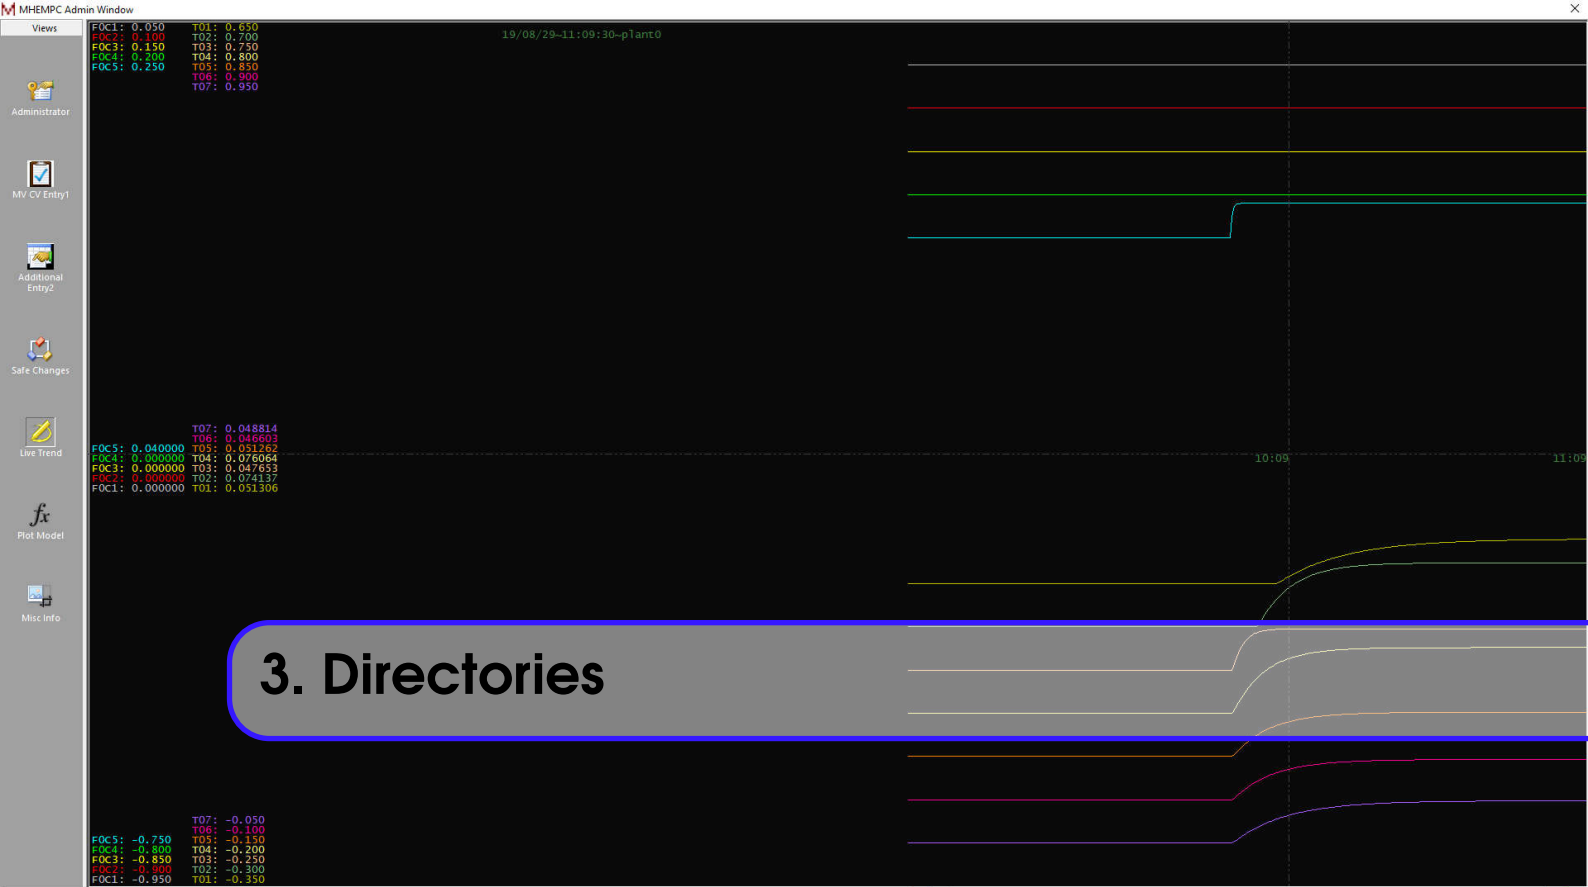 MHEMPC Admin Window
Views
Administrator
MV CV Entry1
Additional
Entry2
Safe Changes
Live Trend
fx
Plot Model
Misc Info
FOC1: 0.050 T01: 0.650
FOC2: 0.100 T02: 0.700
FOC3: 0.150 T03: 0.750
FOC4: 0.200 T04: 0.800
FOC5: 0.250 T05: 0.850
T06: 0.900
T07: 0.950
19/08/29~11:09:30~plant0
T07: 0.048814
T06: 0.046603
FOC5: 0.040000 T05: 0.051262
FOC4: 0.000000 T04: 0.076064
FOC3: 0.000000 T03: 0.047653
FOC2: 0.000000 T02: 0.074137
FOC1: 0.000000 T01: 0.051306
10:09
11:09
3. Directories
T07: -0.050
T06: -0.100
FOC5: -0.750 T05: -0.150
FOC4: -0.800 T04: -0.200
FOC3: -0.850 T03: -0.250
FOC2: -0.900 T02: -0.300
FOC1: -0.950 T01: -0.350